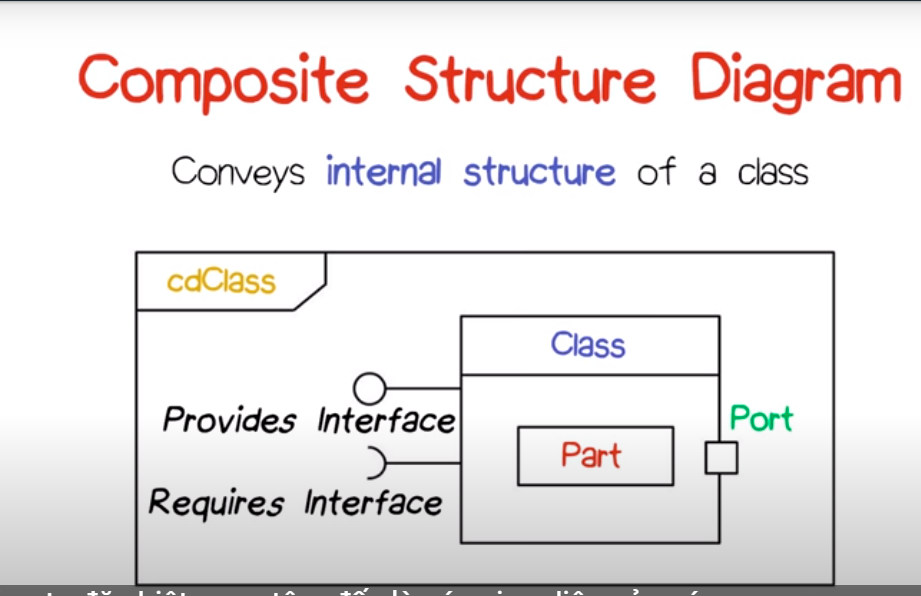 Composite Structure Diagram
Conveys internal structure of a class
cdClass
Class
Provides Interface
Port
Part
Requires Interface